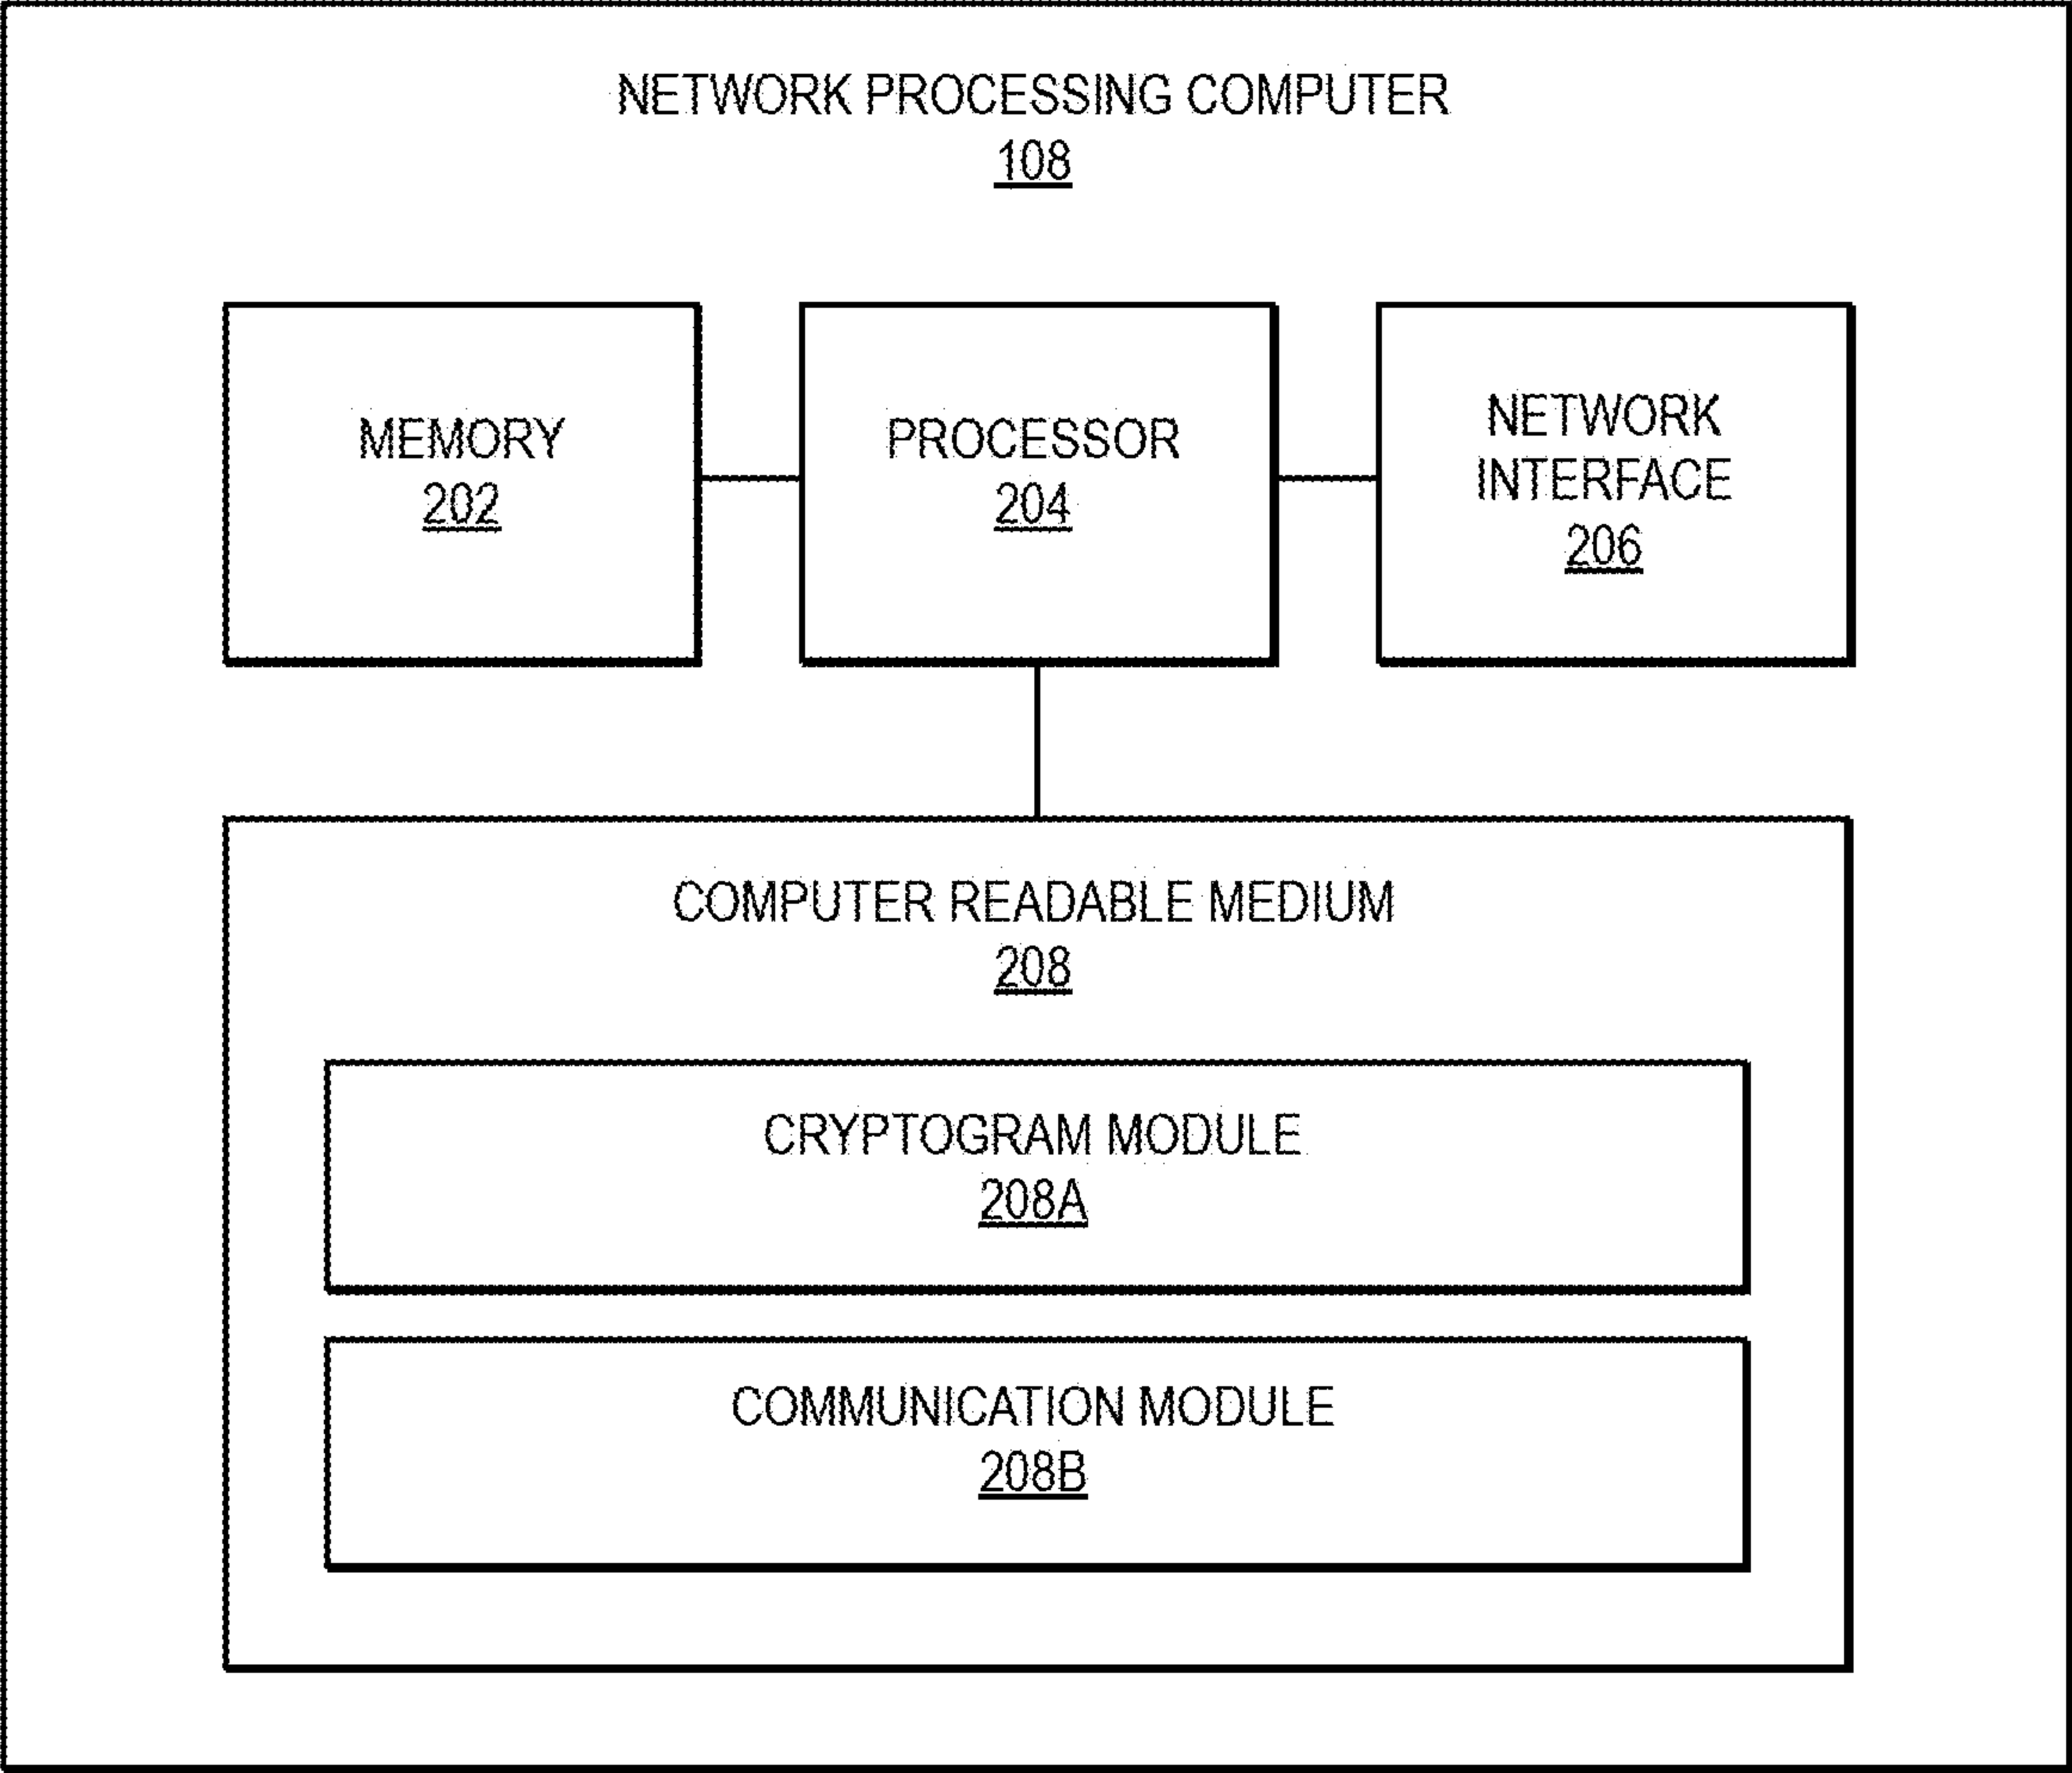 NETWORK PROCESSING COMPUTER
108
MEMORY
202
PROCESSOR
204
NETWORK
INTERFACE
206
COMPUTER READABLE MEDIUM
208
CRYPTOGRAM MODULE
208A
COMMUNICATION MODULE
208B